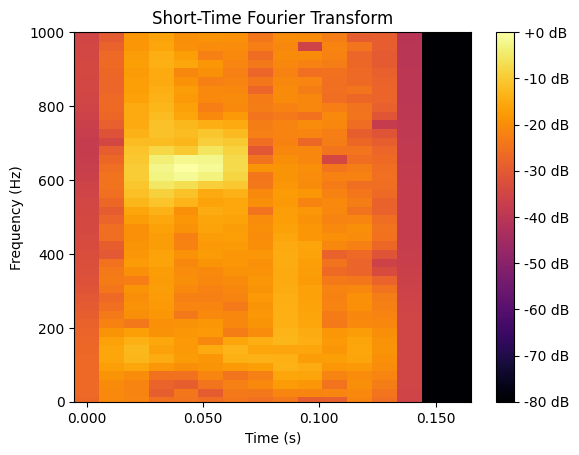 Short-Time Fourier Transform
1000
800
600
400
200
0
Frequency (Hz)
0.000
0.050
0.100
0.150
Time (s)
+0 dB
-10 dB
-20 dB
-30 dB
-40 dB
-50 dB
-60 dB
-70 dB
-80 dB